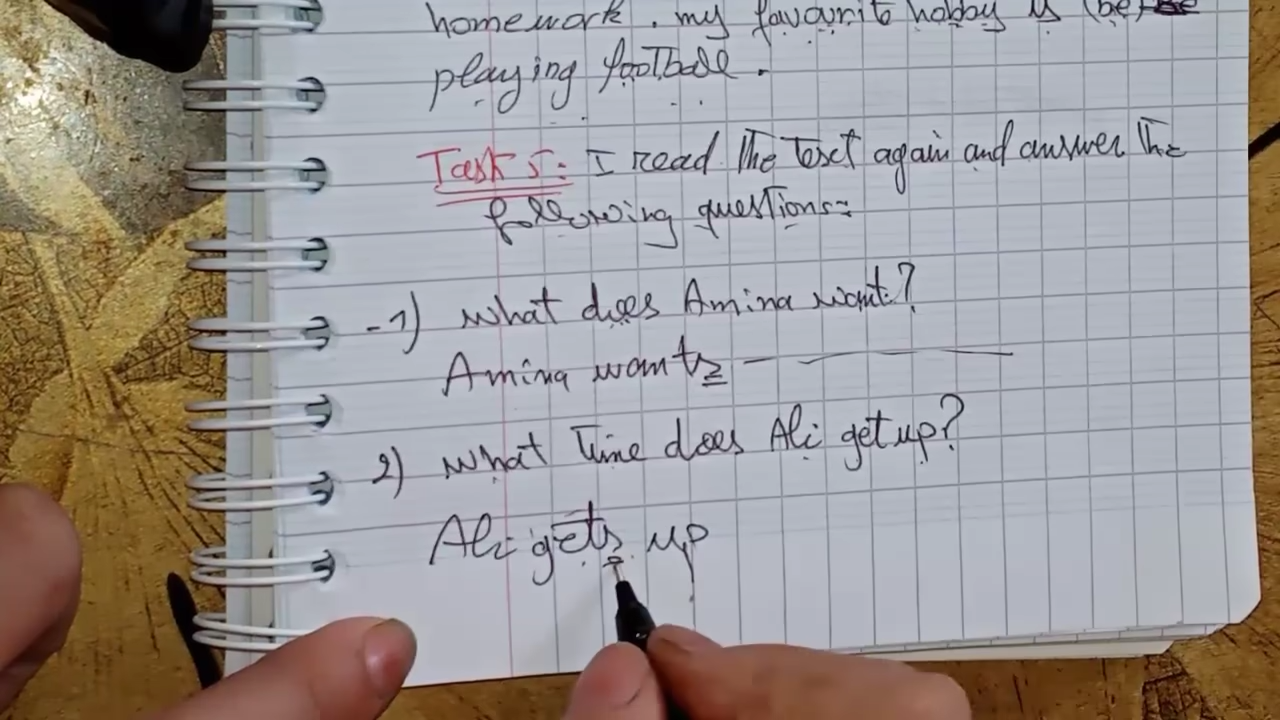 homework. my favourite hobby is (be)
playing football.
Task 5: I read the text again and answer the
following questions:
-1) What does Amina want?
Amina wants
2) What time does Ali get up?
Ali gets up